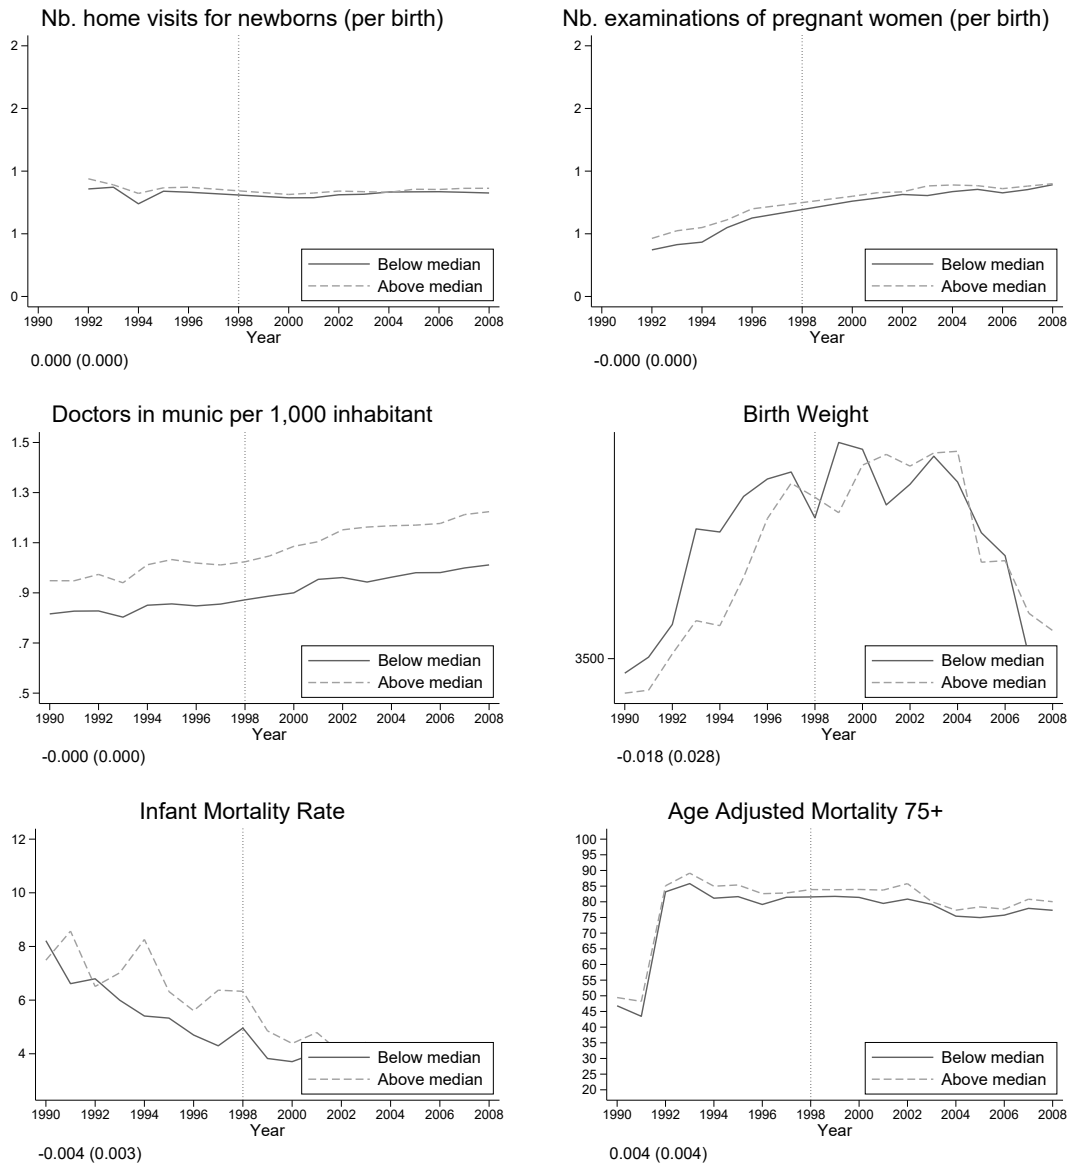 Nb. home visits for newborns (per birth)
2
2
1
1
0
Below median
Above median
1990 1992 1994 1996 1998 2000 2002 2004 2006 2008
Year
0.000 (0.000)
Nb. examinations of pregnant women (per birth)
2
2
1
1
0
Below median
Above median
1990 1992 1994 1996 1998 2000 2002 2004 2006 2008
Year
-0.000 (0.000)
Doctors in munic per 1,000 inhabitant
1.5
1.3
1.1
.9
.7
.5
Below median
Above median
1990 1992 1994 1996 1998 2000 2002 2004 2006 2008
Year
-0.000 (0.000)
Birth Weight
3500
Below median
Above median
1990 1992 1994 1996 1998 2000 2002 2004 2006 2008
Year
-0.018 (0.028)
Infant Mortality Rate
12
10
8
6
4
Below median
Above median
1990 1992 1994 1996 1998 2000 2002 2004 2006 2008
Year
-0.004 (0.003)
Age Adjusted Mortality 75+
100
95
90
85
80
75
70
65
60
55
50
45
40
35
30
25
20
Below median
Above median
1990 1992 1994 1996 1998 2000 2002 2004 2006 2008
Year
0.004 (0.004)